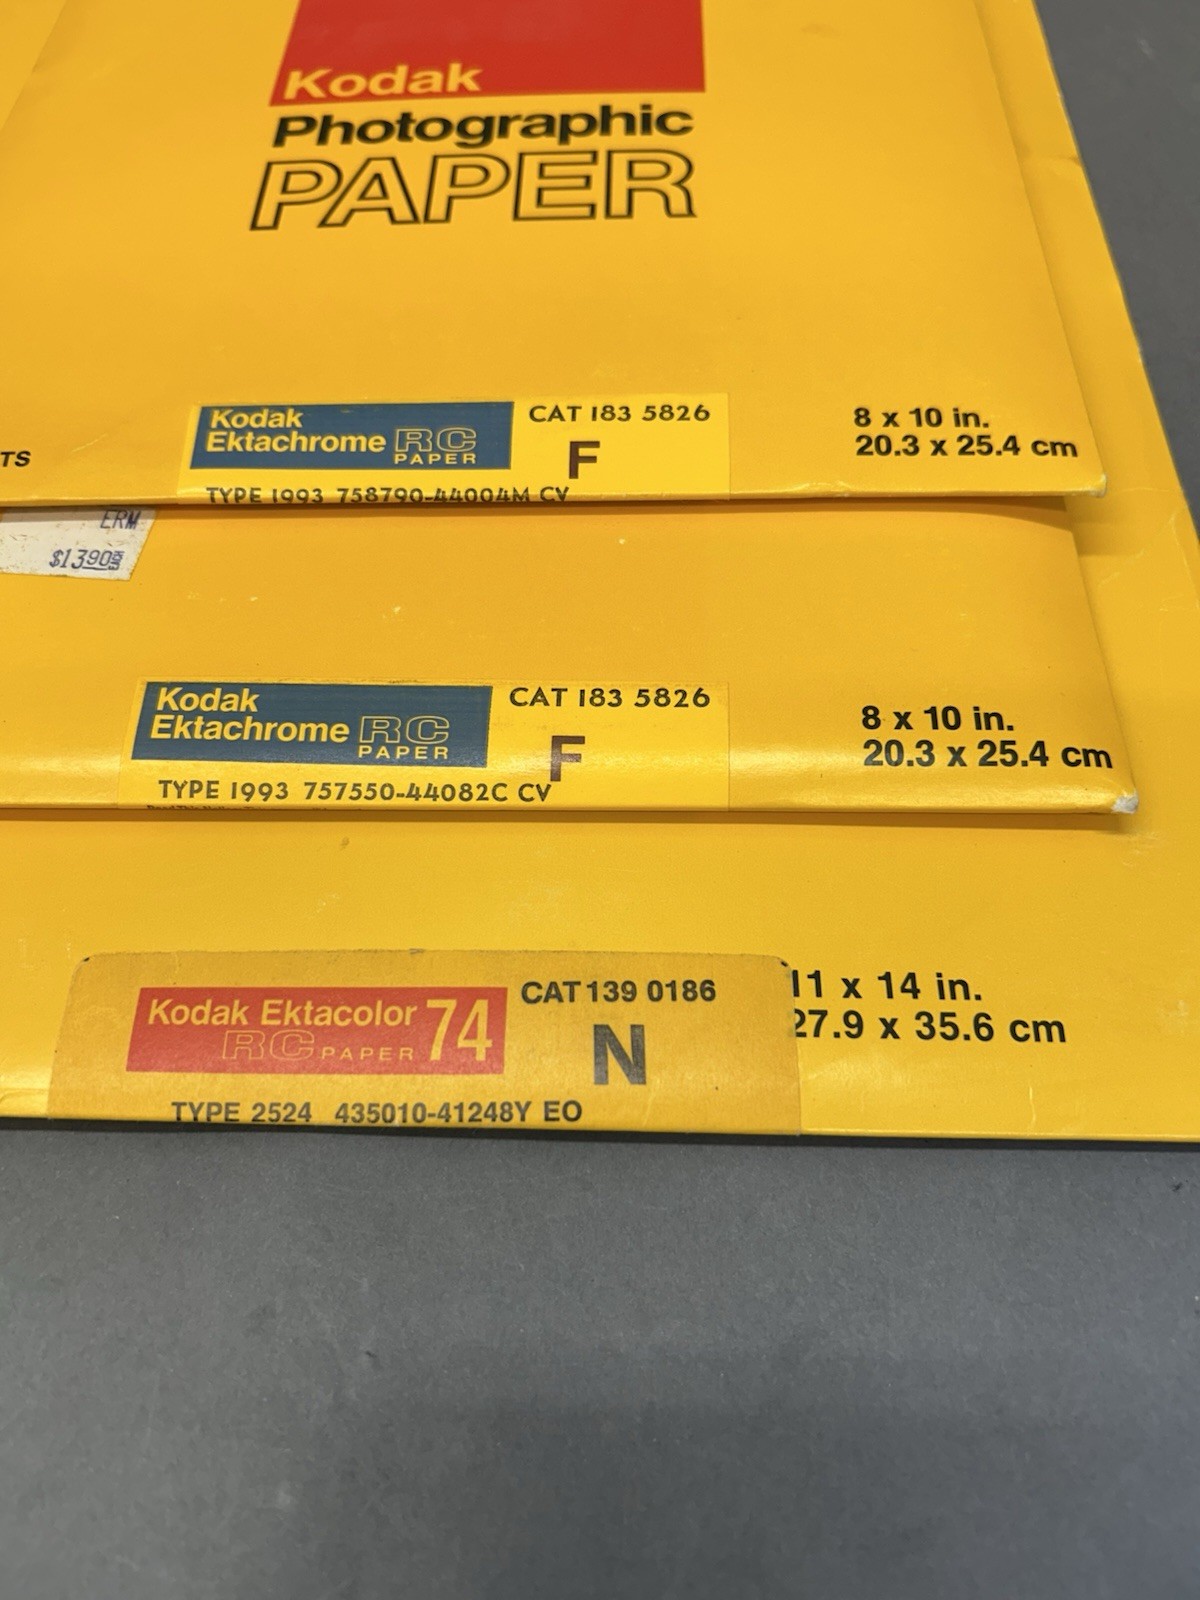 Kodak
Photographic
PAPER
TS
Kodak
Ektachrome RC
PAPER
CAT 183 5826
F
TYPE 1993 758790-44004M CV
8 x 10 in.
20.3 x 25.4 cm
ERM
$13.90
Kodak
Ektachrome RC
PAPER
CAT 183 5826
F
TYPE 1993 757550-44082C CV
8 x 10 in.
20.3 x 25.4 cm
Kodak Ektacolor 74
RC PAPER
CAT 139 0186
N
TYPE 2524 435010-41248Y EO
11 x 14 in.
27.9 x 35.6 cm